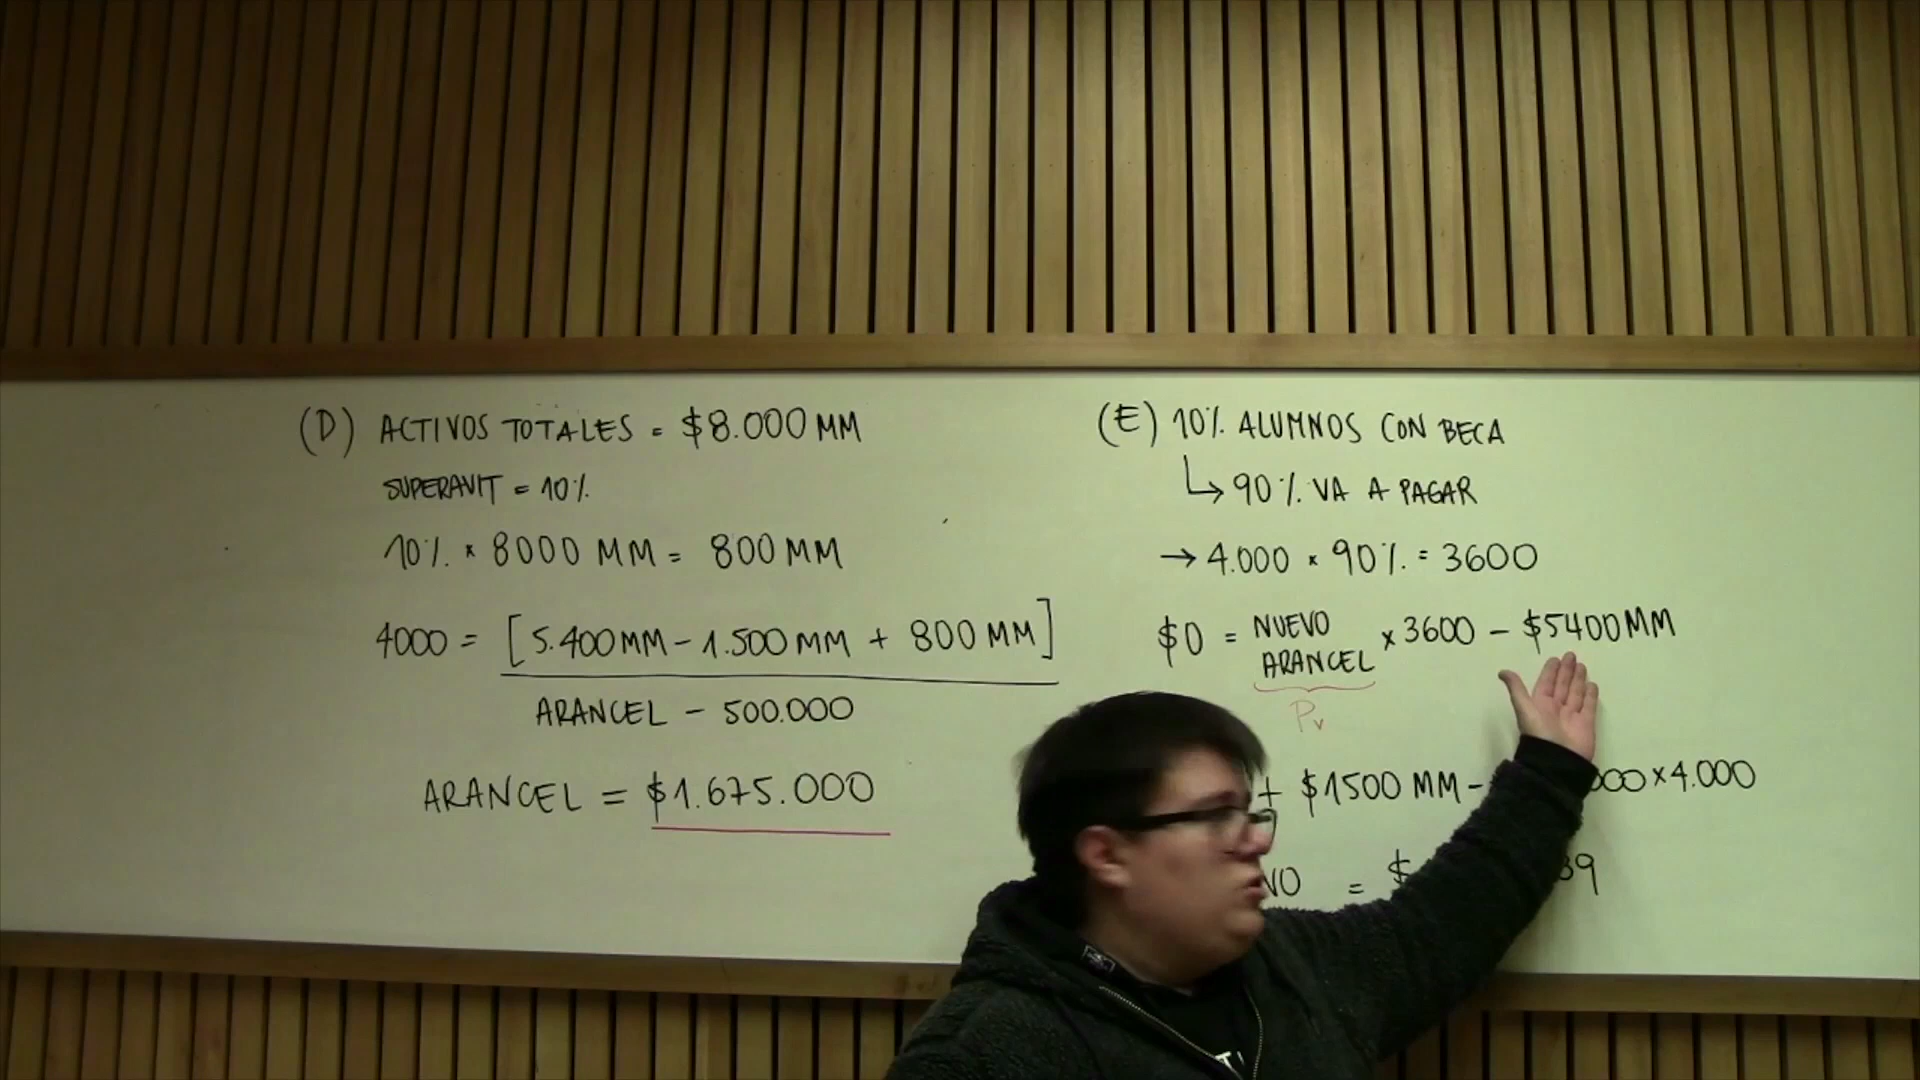 (D) ACTIVOS TOTALES = $8.000 MM
SUPERAVIT = 10%
10% * 8000 MM = 800 MM
4000 = [5.400 MM - 1.500 MM + 800 MM]
ARANCEL - 500.000
ARANCEL = $1.675.000
(E) 10% ALUMNOS CON BECA
↳ 90% VA A PAGAR
→ 4.000 * 90% = 3600
$0 = NUEVO ARANCEL × 3600 - $5400 MM
Pv
+ $1500 MM - 000 × 4.000
VO = $ 39